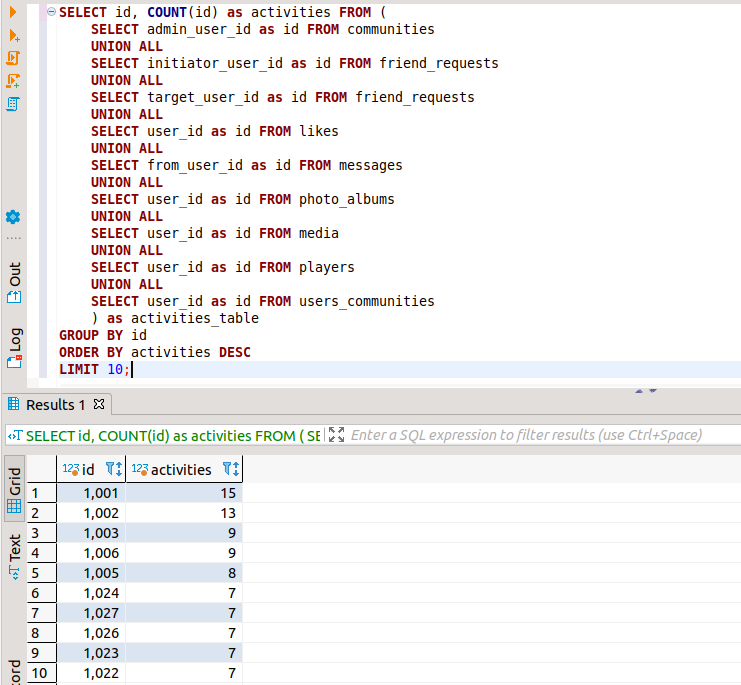 SELECT id, COUNT(id) as activities FROM (
SELECT admin_user_id as id FROM communities
UNION ALL
SELECT initiator_user_id as id FROM friend_requests
UNION ALL
SELECT target_user_id as id FROM friend_requests
UNION ALL
SELECT user_id as id FROM likes
UNION ALL
SELECT from_user_id as id FROM messages
UNION ALL
SELECT user_id as id FROM photo_albums
UNION ALL
SELECT user_id as id FROM media
UNION ALL
SELECT user_id as id FROM players
UNION ALL
SELECT user_id as id FROM users_communities
) as activities_table
GROUP BY id
ORDER BY activities DESC
LIMIT 10;
Out
Log
Results 1
SELECT id, COUNT(id) as activities FROM ( SE
Enter a SQL expression to filter results (use Ctrl+Space)
Grid
Text
ord
123 id 123 activities
1 1,001 15
2 1,002 13
3 1,003 9
4 1,006 9
5 1,005 8
6 1,024 7
7 1,027 7
8 1,026 7
9 1,023 7
10 1,022 7